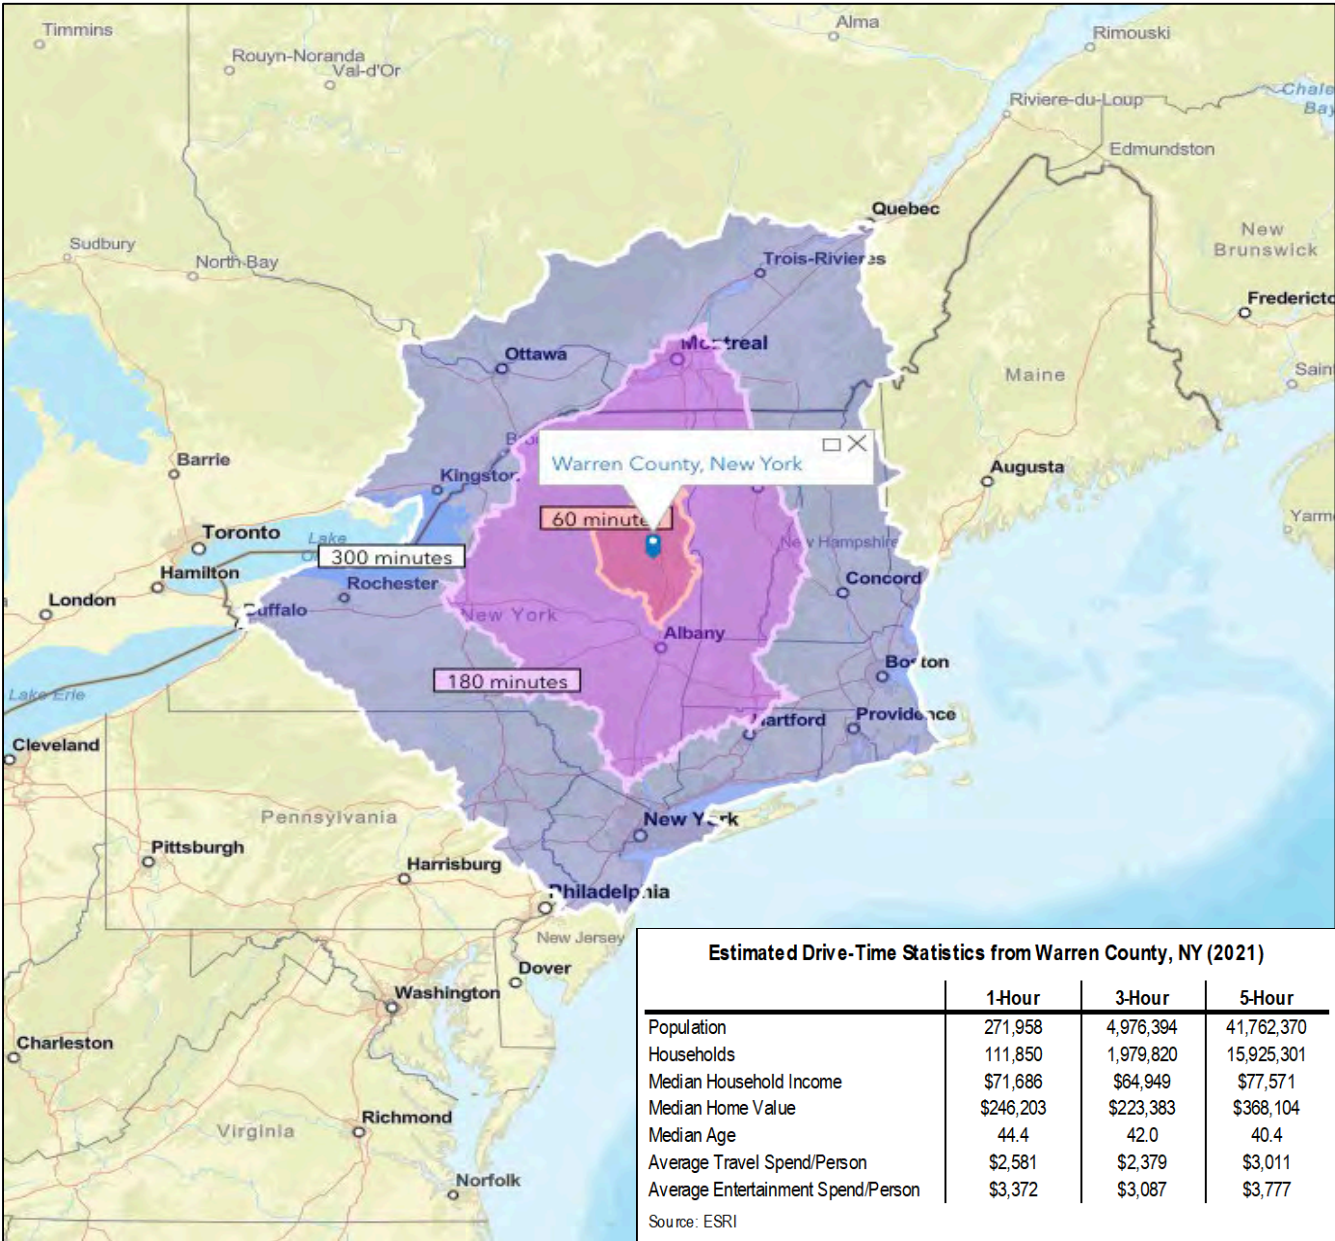 Timmins
Alma
Rimouski
Rouyn-Noranda
Val-d'Or
Chale
Bay
Riviere-du-Loup
Edmundston
Quebec
New
Brunswick
Sudbury
North Bay
Trois-Rivieres
Fredericto
Ottawa
Montreal
Maine
Sain
Barrie
Kingston
Warren County, New York
Augusta
60 minutes
Toronto
Lake
300 minutes
New Hampshire
Yarm
Hamilton
Rochester
Concord
London
Buffalo
New York
Albany
Boston
180 minutes
Lake Erie
Hartford
Providence
Cleveland
Pennsylvania
New York
Pittsburgh
Harrisburg
Philadelphia
New Jersey
Dover
Washington
Charleston
Richmond
Virginia
Norfolk
Estimated Drive-Time Statistics from Warren County, NY (2021)
1-Hour 3-Hour 5-Hour
Population 271,958 4,976,394 41,762,370
Households 111,850 1,979,820 15,925,301
Median Household Income $71,686 $64,949 $77,571
Median Home Value $246,203 $223,383 $368,104
Median Age 44.4 42.0 40.4
Average Travel Spend/Person $2,581 $2,379 $3,011
Average Entertainment Spend/Person $3,372 $3,087 $3,777
Source: ESRI